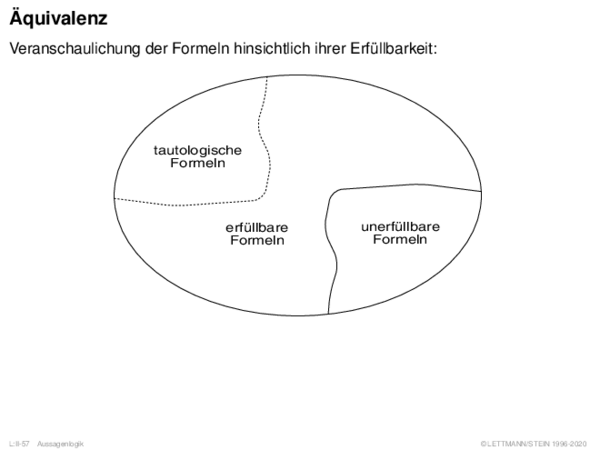 Äquivalenz
Veranschaulichung der Formeln hinsichtlich ihrer Erfüllbarkeit:
tautologische
Formeln
erfüllbare
Formeln
unerfüllbare
Formeln
L:II-57 Aussagenlogik
©LETTMANN/STEIN 1996-2020